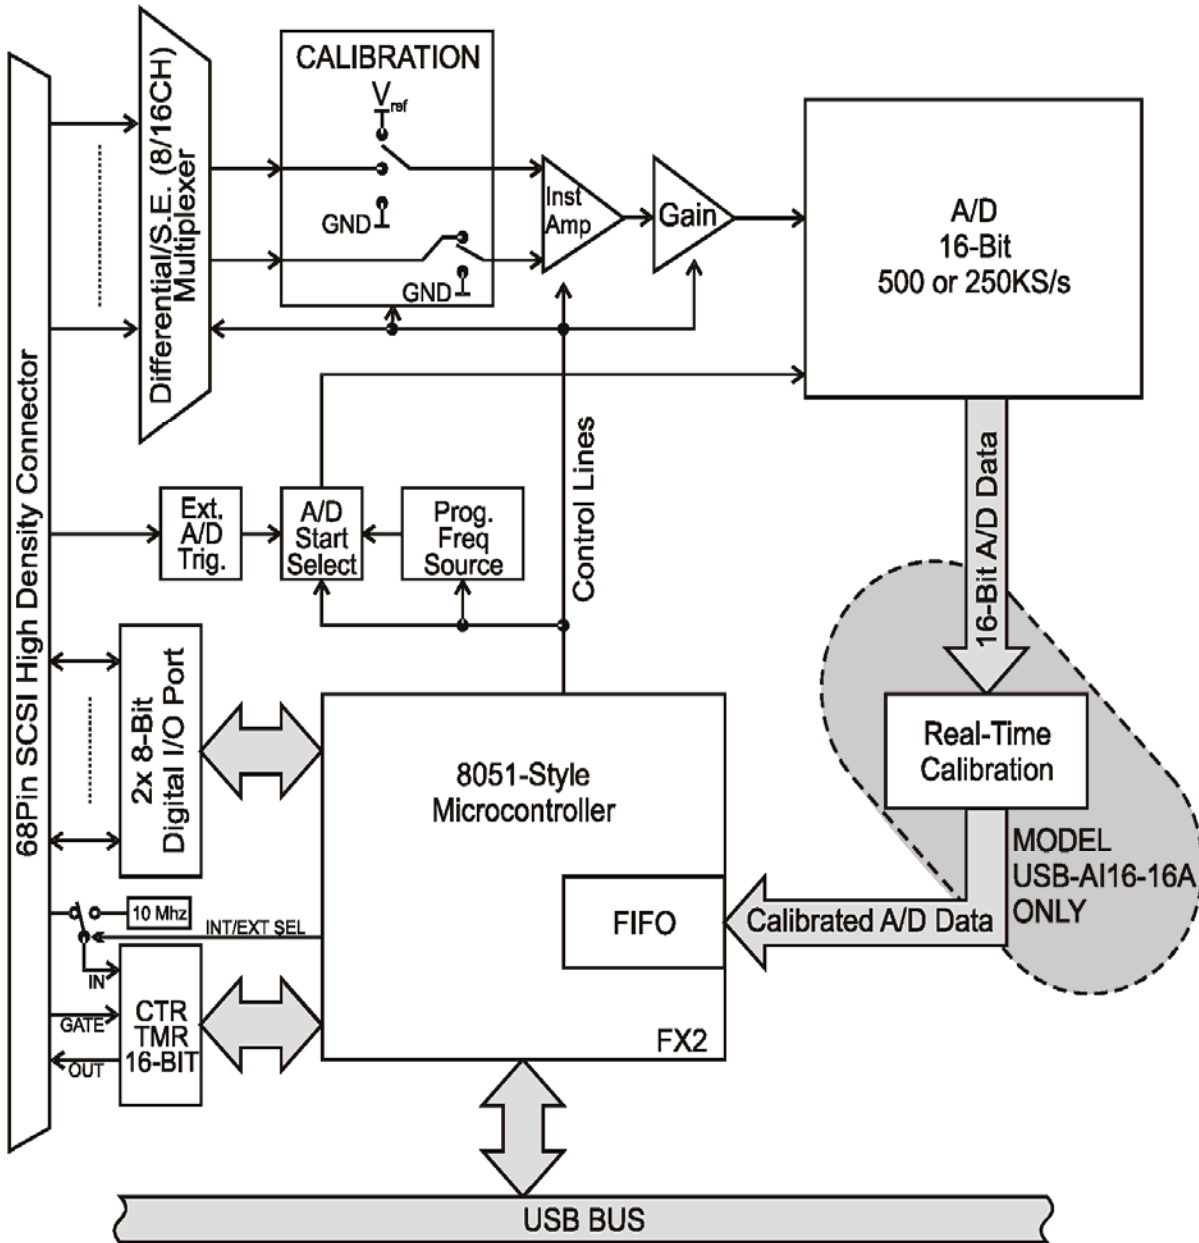 68Pin SCSI High Density Connector
Differential/S.E. (8/16CH)
Multiplexer
CALIBRATION
Vref
GND
GND
Inst
Amp
Gain
A/D
16-Bit
500 or 250KS/s
Ext.
A/D
Trig.
A/D
Start
Select
Prog.
Freq
Source
Control Lines
16-Bit A/D Data
Real-Time
Calibration
MODEL
USB-AI16-16A
ONLY
Calibrated A/D Data
2x 8-Bit
Digital I/O Port
8051-Style
Microcontroller
FIFO
FX2
10 Mhz
INT/EXT SEL
IN
GATE
OUT
CTR
TMR
16-BIT
USB BUS